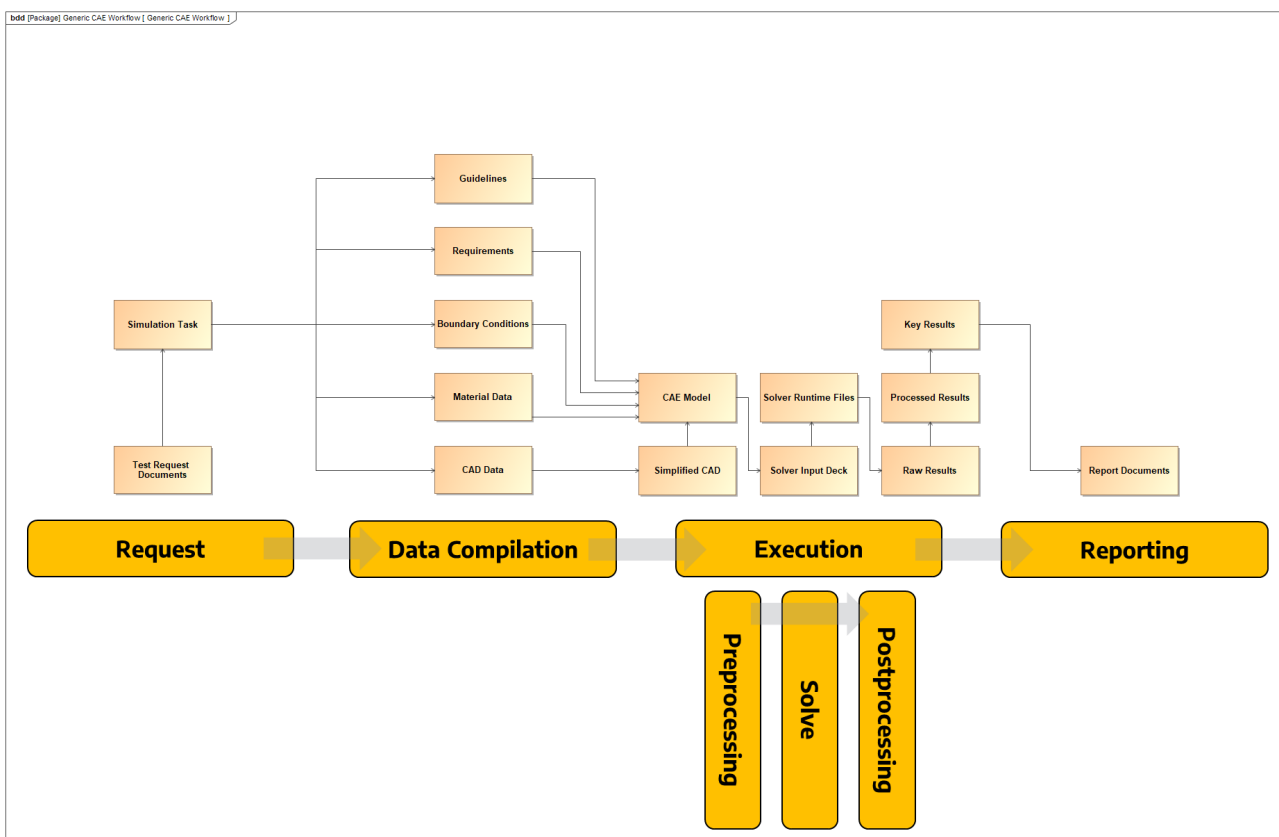 bdd [Package] Generic CAE Workflow [ Generic CAE Workflow ]
Guidelines
Requirements
Simulation Task
Boundary Conditions
Key Results
Material Data
CAE Model
Solver Runtime Files
Processed Results
Test Request
Documents
CAD Data
Simplified CAD
Solver Input Deck
Raw Results
Report Documents
Request
Data Compilation
Execution
Reporting
Preprocessing
Solve
Postprocessing